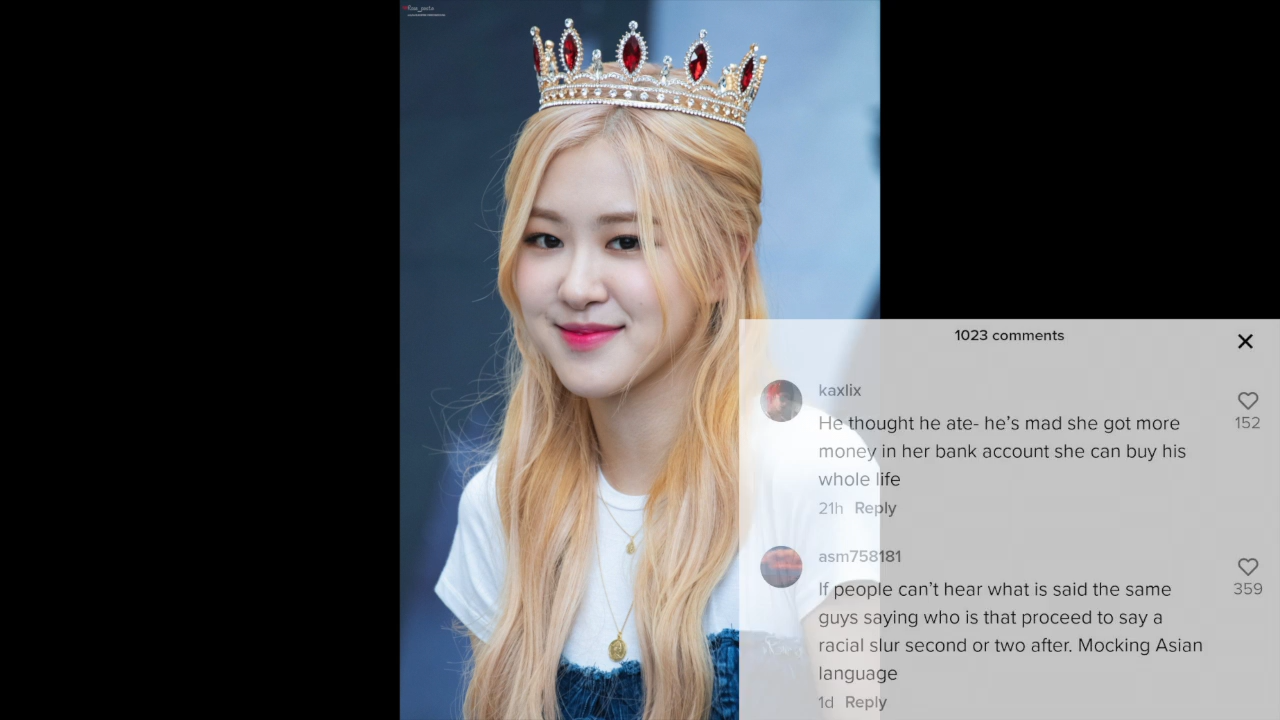 1023 comments
kaxlix
He thought he ate- he’s mad she got more
money in her bank account she can buy his
whole life
152
21h Reply
asm758181
If people can’t hear what is said the same
guys saying who is that proceed to say a
racial slur second or two after. Mocking Asian
language
359
1d Reply